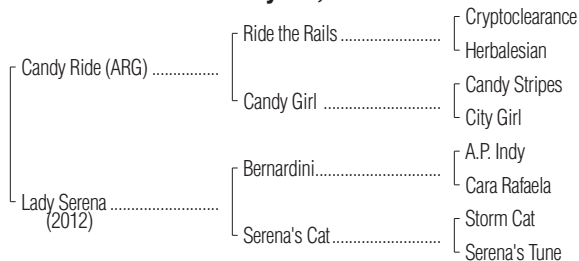 Cryptoclearance
Ride the Rails ...................
Herbalesian
Candy Ride (ARG) ................
Candy Stripes
Candy Girl .......................
City Girl
A.P. Indy
Bernardini.........................
Cara Rafaela
Lady Serena ..........................
(2012)
Storm Cat
Serena's Cat.........................
Serena's Tune